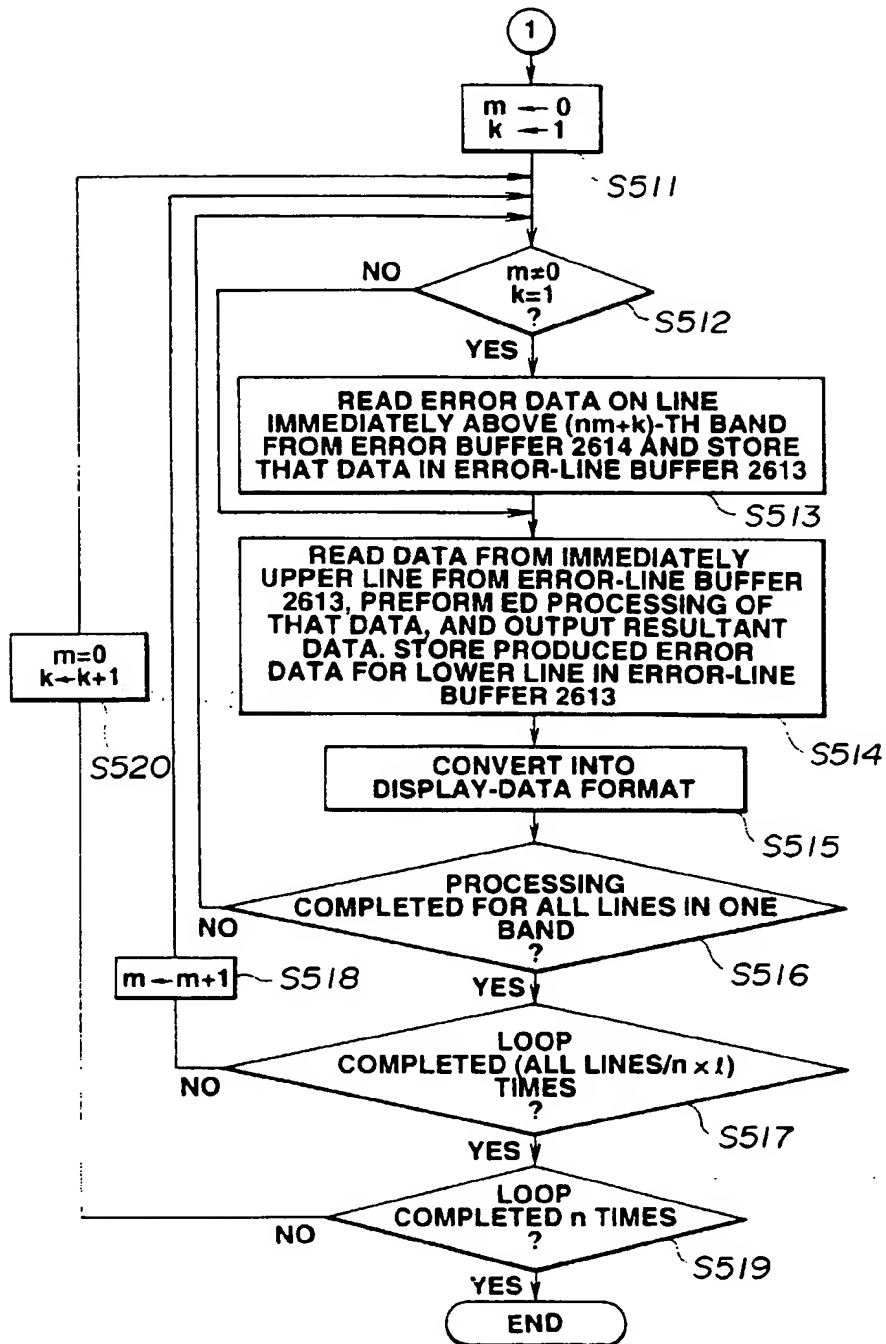 1
m ← 0
k ← 1
S511
NO
m≠0
k=1
?
S512
YES
READ ERROR DATA ON LINE
IMMEDIATELY ABOVE (nm+k)-TH BAND
FROM ERROR BUFFER 2614 AND STORE
THAT DATA IN ERROR-LINE BUFFER 2613
S513
READ DATA FROM IMMEDIATELY
UPPER LINE FROM ERROR-LINE BUFFER
2613, PREFORM ED PROCESSING OF
THAT DATA, AND OUTPUT RESULTANT
DATA. STORE PRODUCED ERROR
DATA FOR LOWER LINE IN ERROR-LINE
BUFFER 2613
S514
m=0
k←k+1
S520
CONVERT INTO
DISPLAY-DATA FORMAT
S515
PROCESSING
COMPLETED FOR ALL LINES IN ONE
BAND
?
NO
S516
YES
m ← m+1
S518
LOOP
COMPLETED (ALL LINES/n × l)
TIMES
?
NO
S517
YES
LOOP
COMPLETED n TIMES
?
NO
S519
YES
END